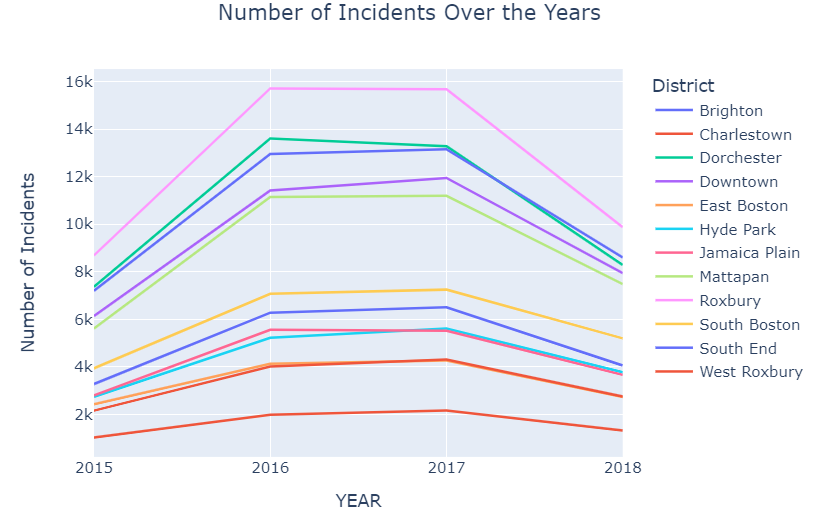 Number of Incidents Over the Years
16k
14k
12k
10k
8k
6k
4k
2k
2015
2016
2017
2018
YEAR
Number of Incidents
District
Brighton
Charlestown
Dorchester
Downtown
East Boston
Hyde Park
Jamaica Plain
Mattapan
Roxbury
South Boston
South End
West Roxbury